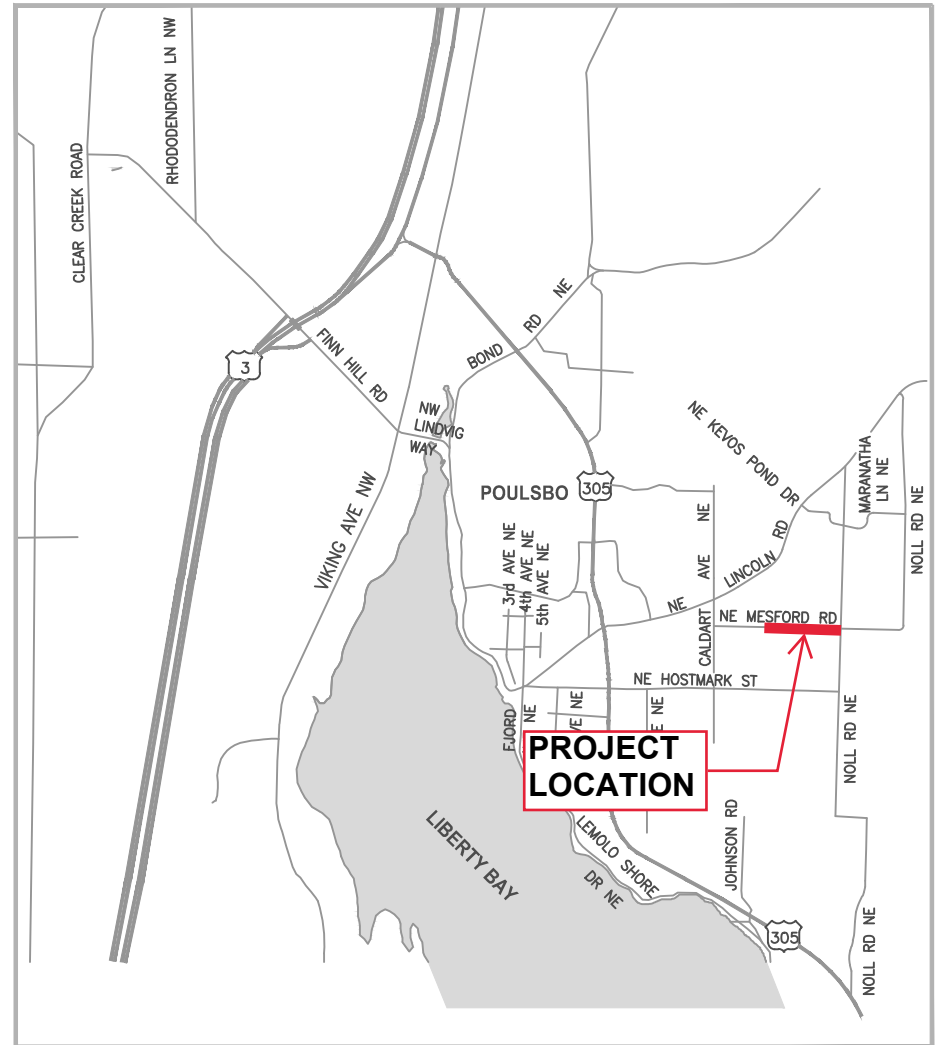 RHODODENDRON LN NW
CLEAR CREEK ROAD
3
FINN HILL RD
BOND RD NE
NW
LINDVIG
WAY
VIKING AVE NW
POULSBO
305
NE KEVOS POND DR
MARANATHA
LN NE
NOLL RD NE
3rd AVE NE
4th AVE NE
5th AVE NE
CALDART AVE NE
NE LINCOLN RD
NE MESFORD RD
NE HOSTMARK ST
FJORD
NE
VE NE
NE
PROJECT
LOCATION
NOLL RD NE
LIBERTY BAY
LEMOLO SHORE
DR NE
JOHNSON RD
305
NOLL RD NE